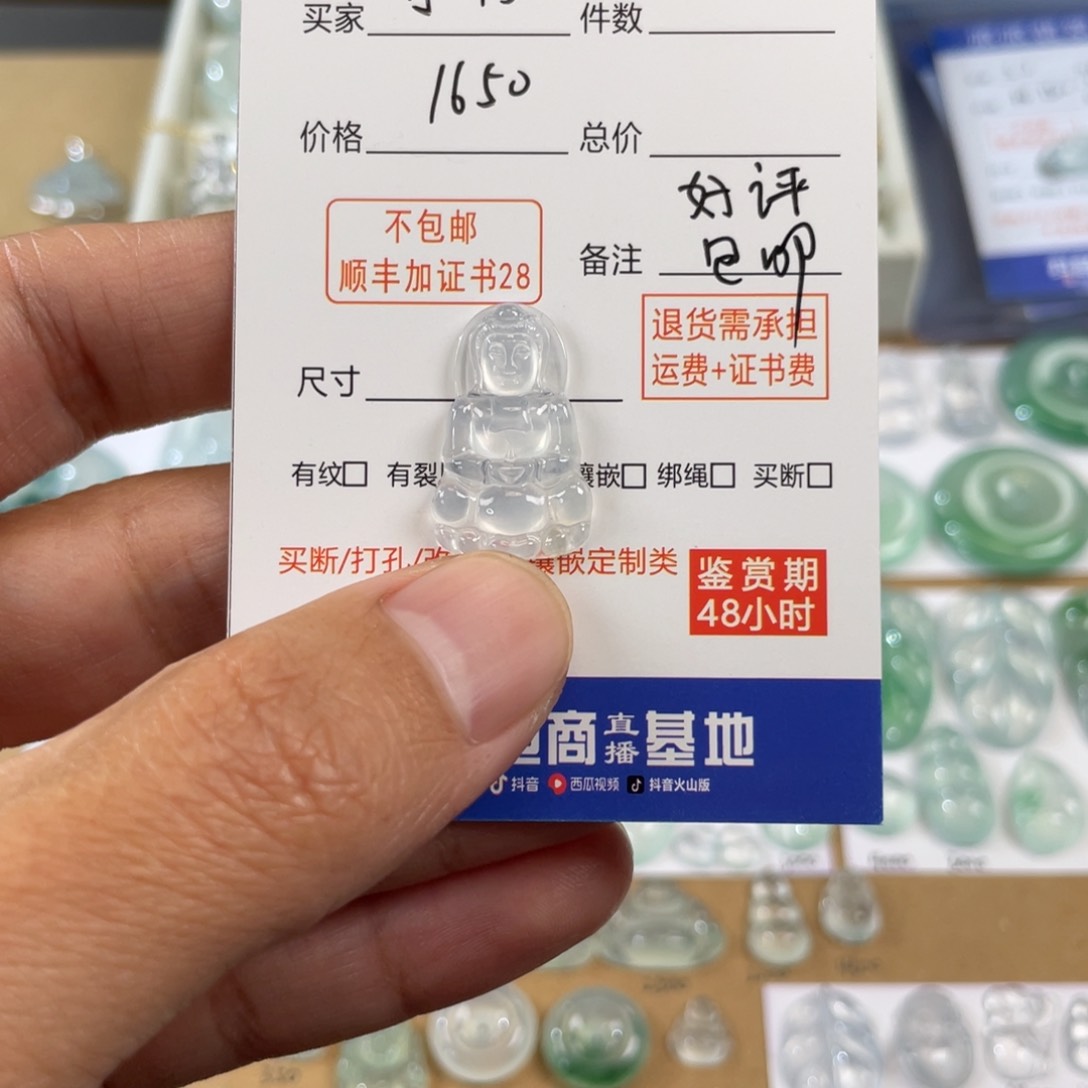 买家 件数
1650
价格 总价
好评
不包邮
包邮
顺丰加证书28
备注
退货需承担
运费+证书费
尺寸
有纹□ 有裂 镶嵌□ 绑绳□ 买断□
买断/打孔/改 镶嵌定制类
鉴赏期
48小时
电商直播基地
抖音 西瓜视频 抖音火山版